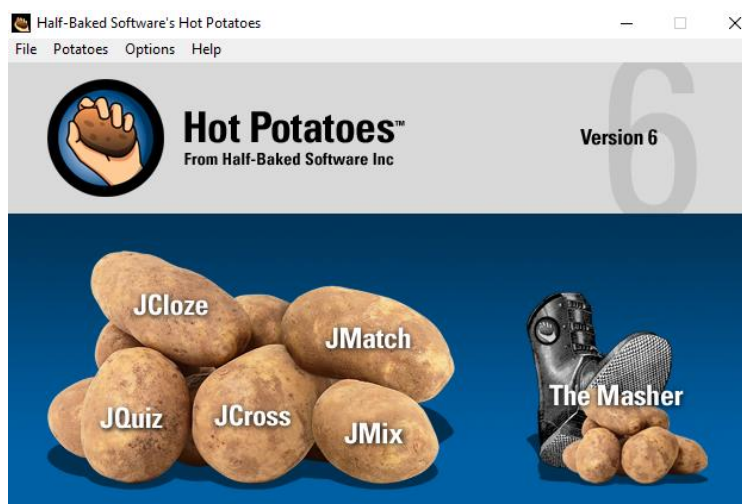 Half-Baked Software's Hot Potatoes
File Potatoes Options Help
Hot Potatoes™
From Half-Baked Software Inc
6
Version 6
JCloze
JMatch
JQuiz
JCross
JMix
The Masher